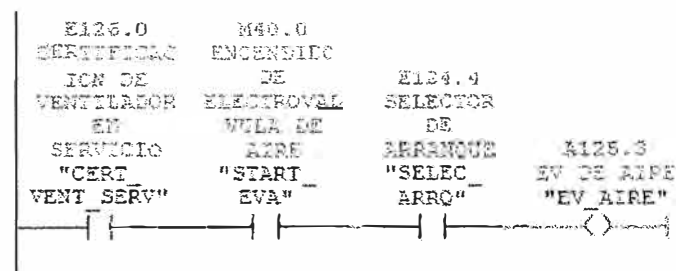 E126.0
CERTIFICAC
ION DE
VENTILADOR
EN
SERVICIO
"CERT_
VENT_SERV"
M40.0
ENCENDIDO
DE
ELECTROVAL
VULA DE
AIRE
"START_
EVA"
E124.4
SELECTOR
DE
ARRANQUE
"SELEC_
ARRQ"
A125.3
EV DE AIRE
"EV_AIRE"